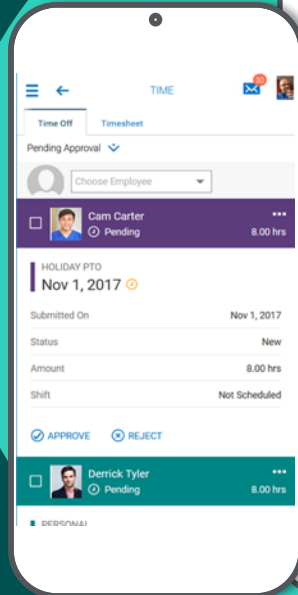 30
TIME
Time Off Timesheet
Pending Approval
Choose Employee
Cam Carter
Pending 8.00 hrs
HOLIDAY PTO
Nov 1, 2017
Submitted On Nov 1, 2017
Status New
Amount 8.00 hrs
Shift Not Scheduled
APPROVE REJECT
Derrick Tyler
Pending 8.00 hrs
PERSONAL